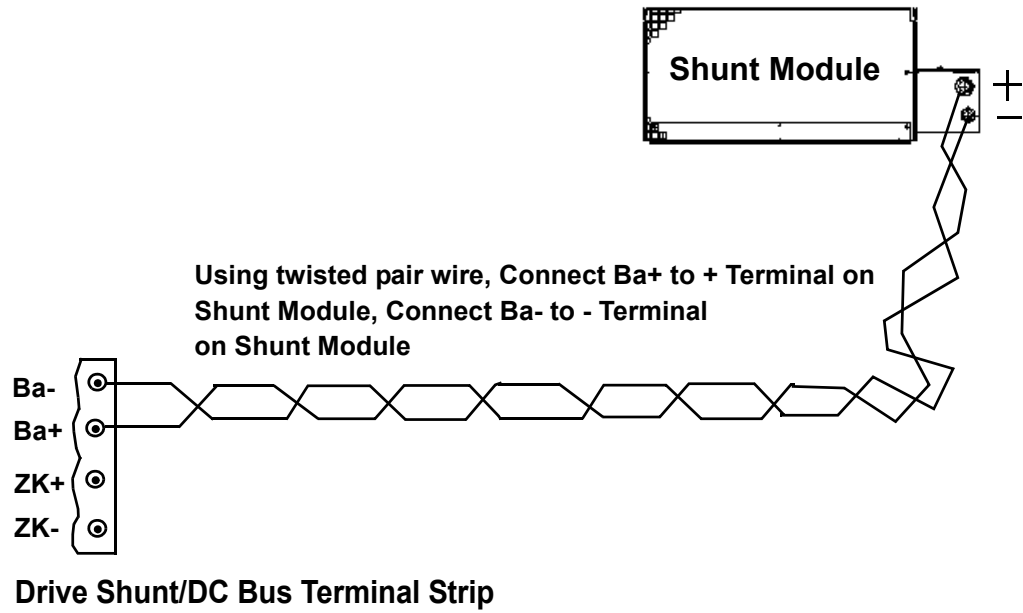 Shunt Module
+
−
Using twisted pair wire, Connect Ba+ to + Terminal on
Shunt Module, Connect Ba- to - Terminal
on Shunt Module
Ba-
Ba+
ZK+
ZK-
Drive Shunt/DC Bus Terminal Strip